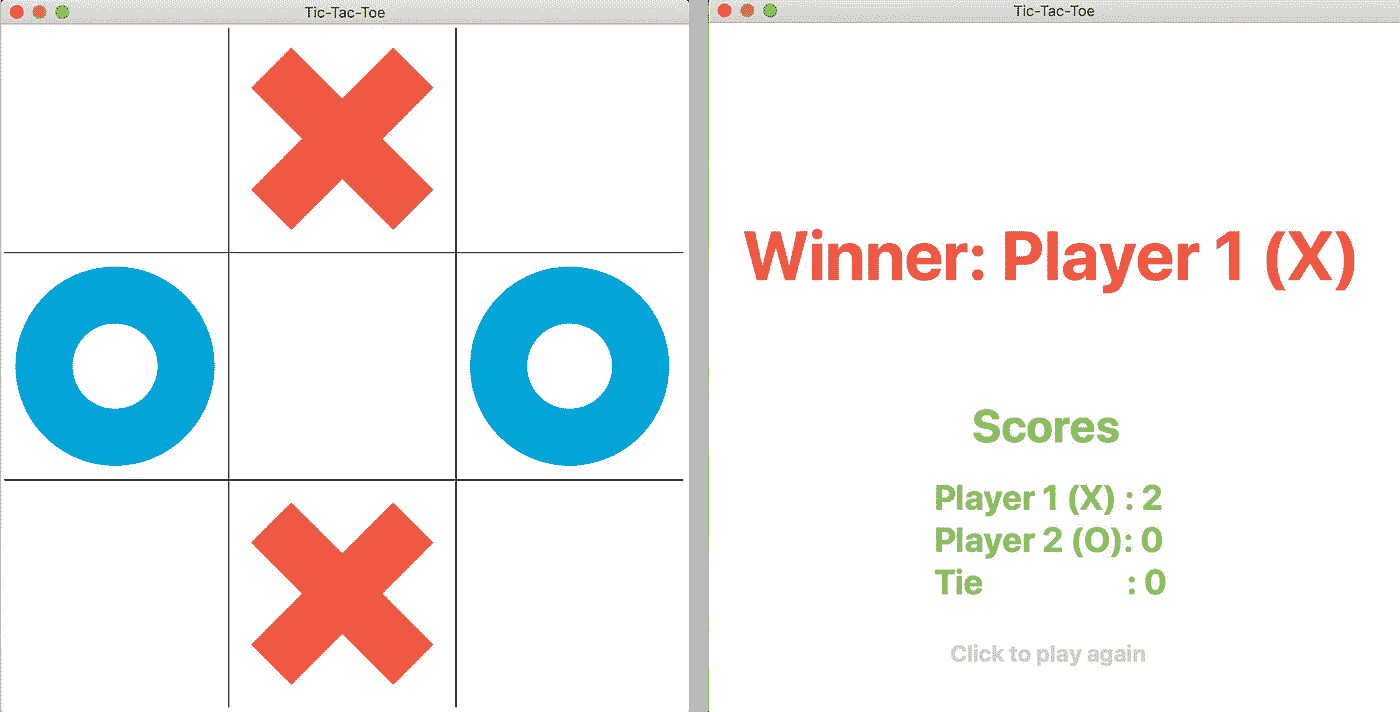 Tic-Tac-Toe
Tic-Tac-Toe
Winner: Player 1 (X)
Scores
Player 1 (X) : 2
Player 2 (O): 0
Tie : 0
Click to play again